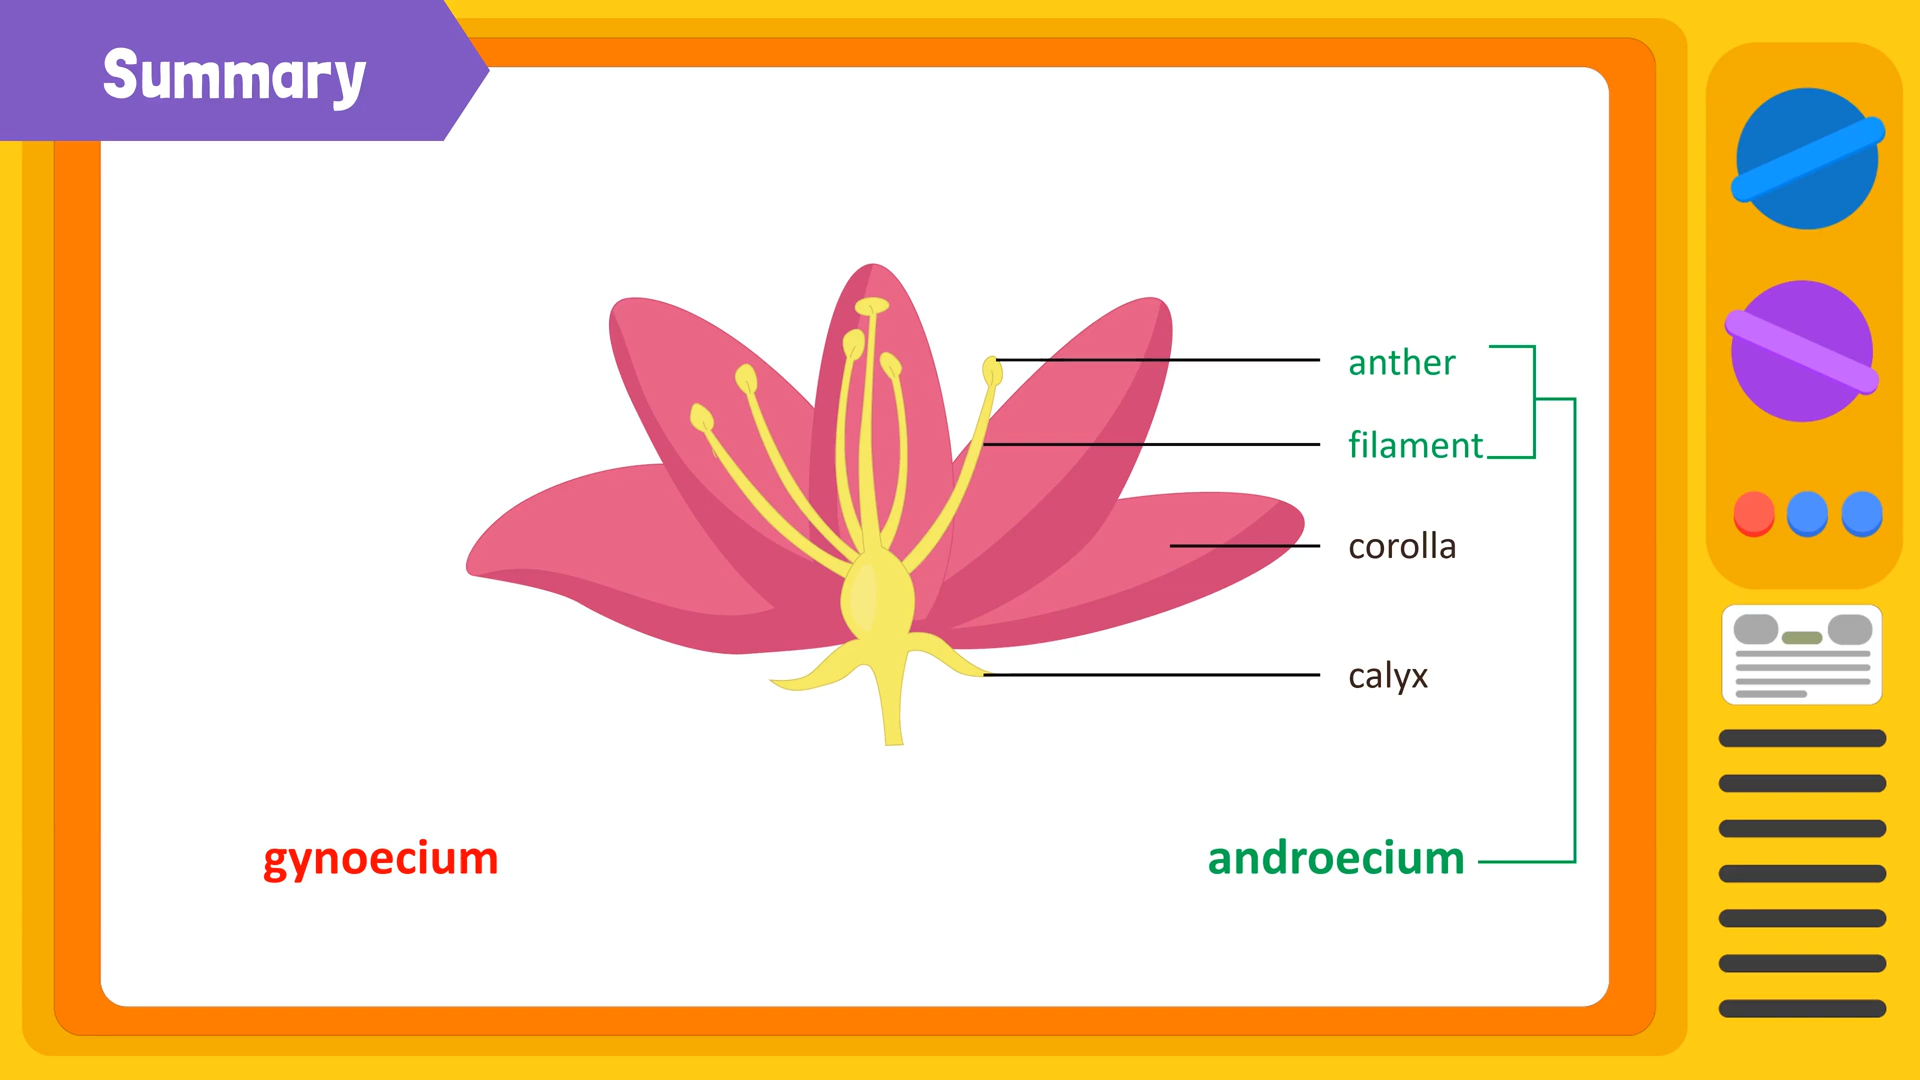 Summary
anther
filament
corolla
calyx
gynoecium
androecium